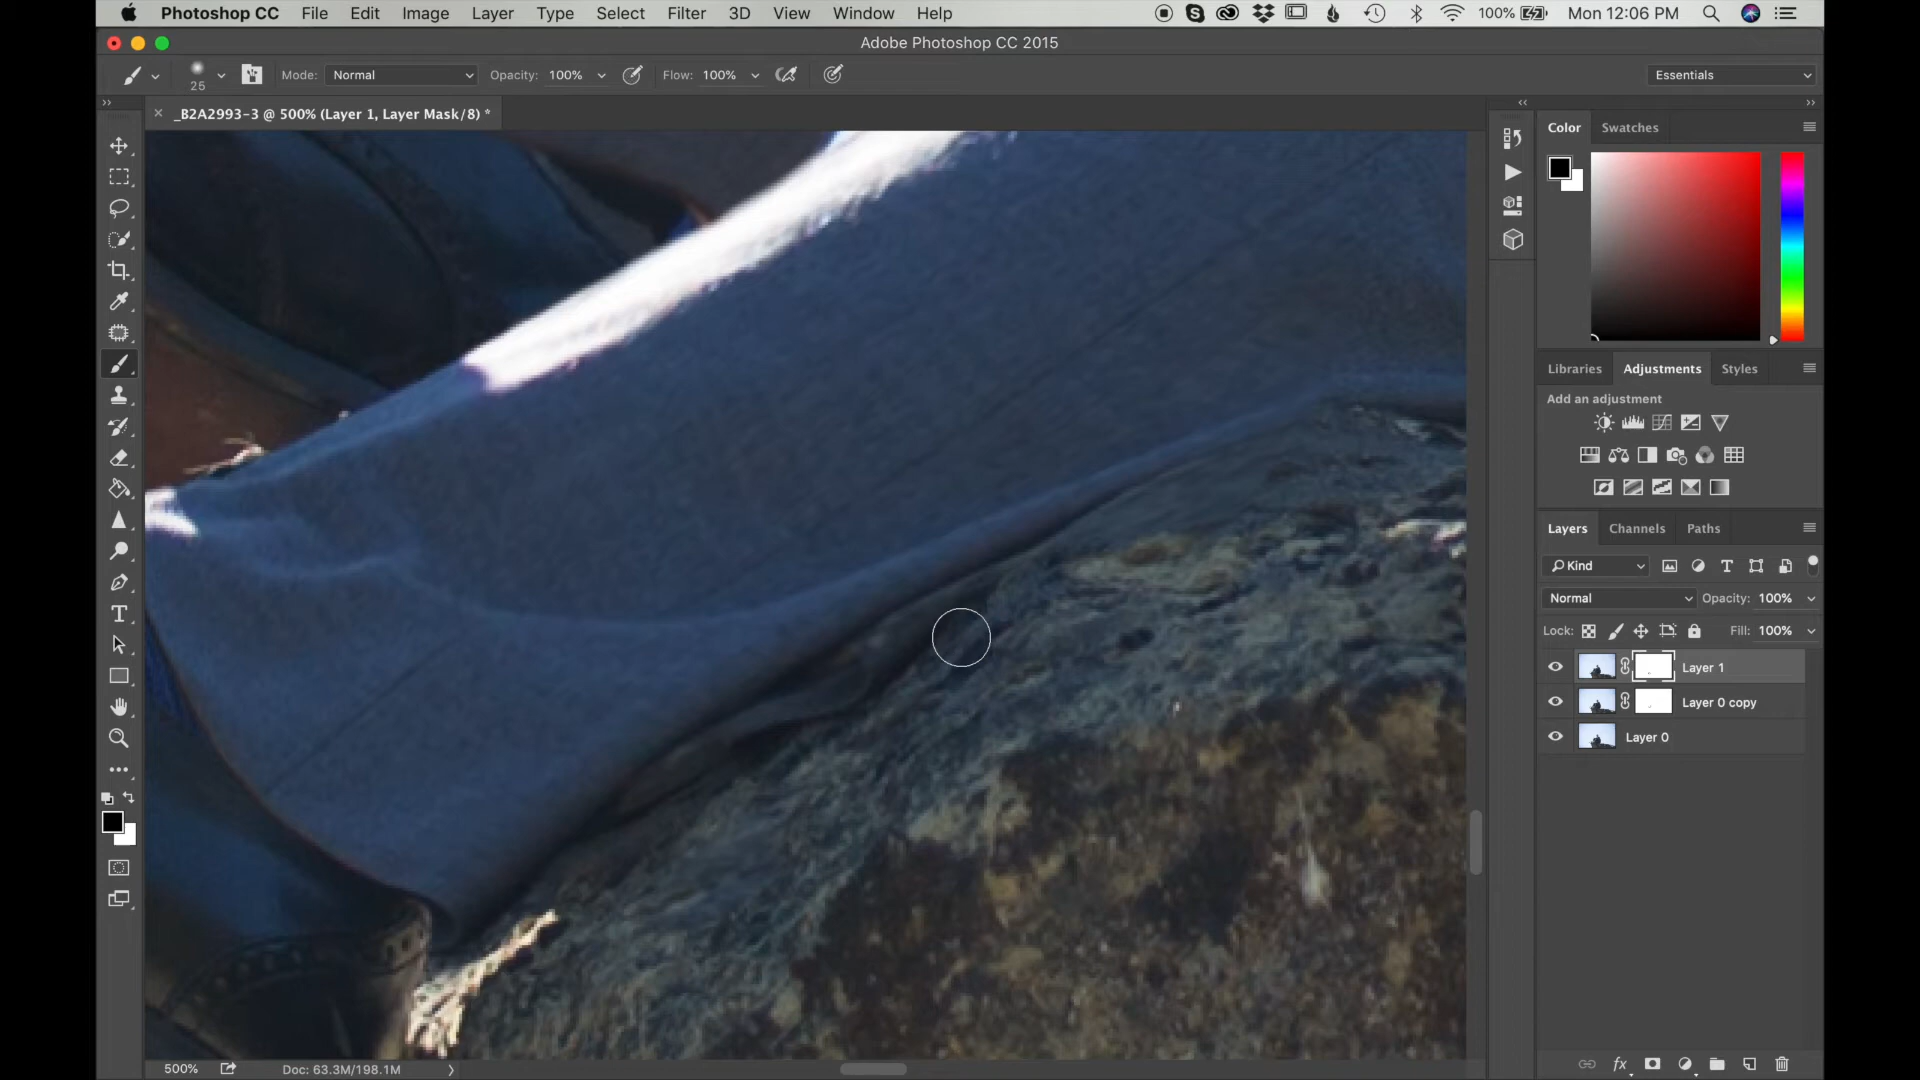 Photoshop CC File Edit Image Layer Type Select Filter 3D View Window Help 100% Mon 12:06 PM
Adobe Photoshop CC 2015
25 Mode: Normal Opacity: 100% Flow: 100% Essentials
_B2A2993-3 @ 500% (Layer 1, Layer Mask/8) *
Color Swatches
Libraries Adjustments Styles
Add an adjustment
Layers Channels Paths
Kind
Normal Opacity: 100%
Lock: Fill: 100%
Layer 1
Layer 0 copy
Layer 0
500% Doc: 63.3M/198.1M